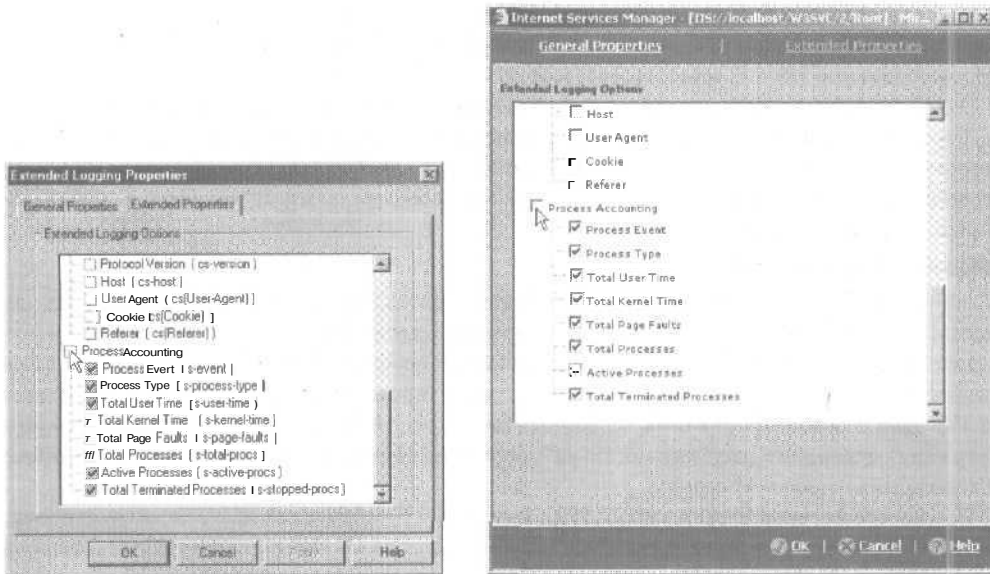 Extended Logging Properties
General Properties Extended Properties
Extended Logging Options
Protocol Version ( cs-version )
Host ( cs-host )
User Agent ( cs(User-Agent) )
Cookie cs(Cookie) ]
Referer ( cs(Referer) )
Process Accounting
Process Evert I s-event |
Process Type [ s-process-type |
Total User Time [s-user-time )
T Total Kernel Time [ s-kernel-time )
T Total Page Faults I s-page-faults |
fff Total Processes [ s-total-procs ]
Active Processes ( s-active-procs )
Total Terminated Processes I s-stopped-procs]
OK Cancel Help
Internet Services Manager - [IIS://localhost/W3SVC/2/Root] - Mic...
General Properties | Extended Properties
Extended Logging Options
Host
User Agent
Cookie
Referer
Process Accounting
Process Event
Process Type
Total User Time
Total Kernel Time
Total Page Faults
Total Processes
Active Processes
Total Terminated Processes
OK | Cancel | Help